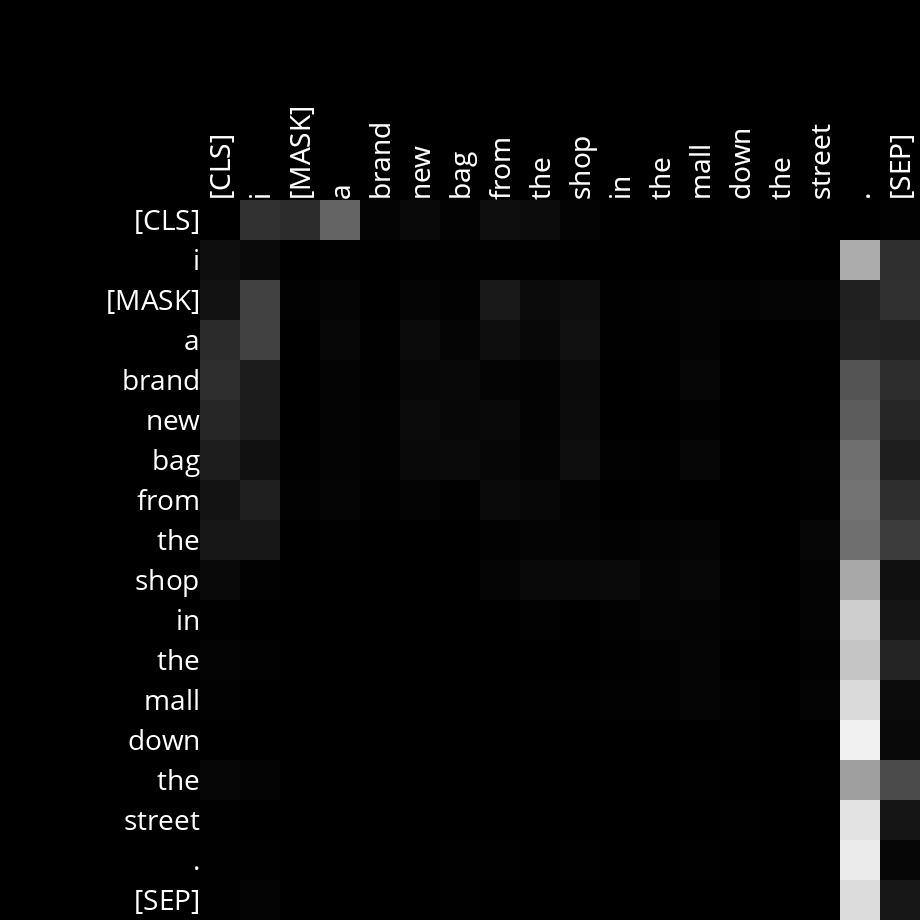 [CLS] i [MASK] a brand new bag from the shop in the mall down the street . [SEP]
[CLS]
i
[MASK]
a
brand
new
bag
from
the
shop
in
the
mall
down
the
street
.
[SEP]